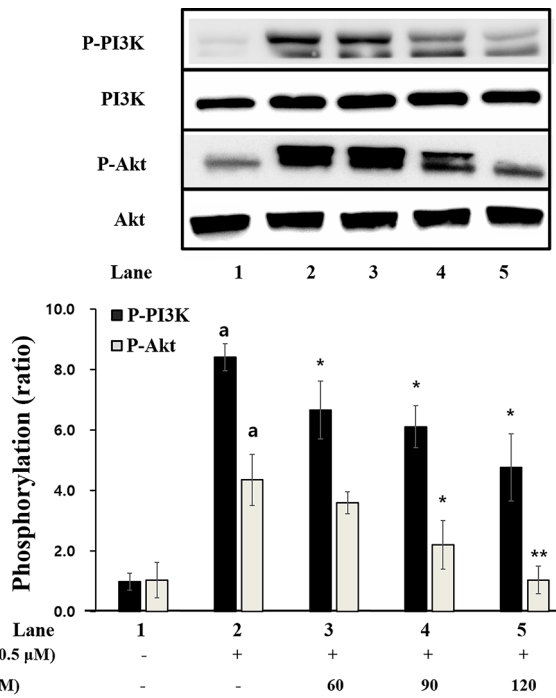 P-PI3K
PI3K
P-Akt
Akt
Lane 1 2 3 4 5
Phosphorylation (ratio)
10.0
8.0
6.0
4.0
2.0
0.0
P-PI3K
P-Akt
a
a
*
*
*
*
**
Lane 1 2 3 4 5
0.5 μM) - + + + +
M) - - 60 90 120